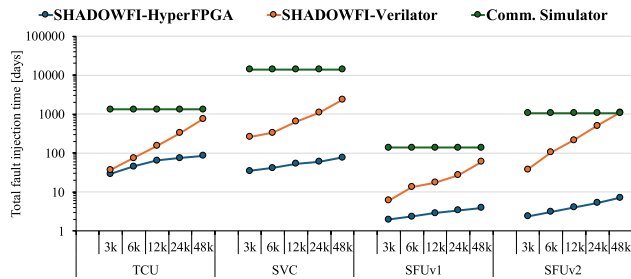 SHADOWFI-HyperFPGA SHADOWFI-Verilator Comm. Simulator
Total fault injection time [days]
100000
10000
1000
100
10
1
3k 6k 12k 24k 48k 3k 6k 12k 24k 48k 3k 6k 12k 24k 48k 3k 6k 12k 24k 48k
TCU SVC SFUv1 SFUv2